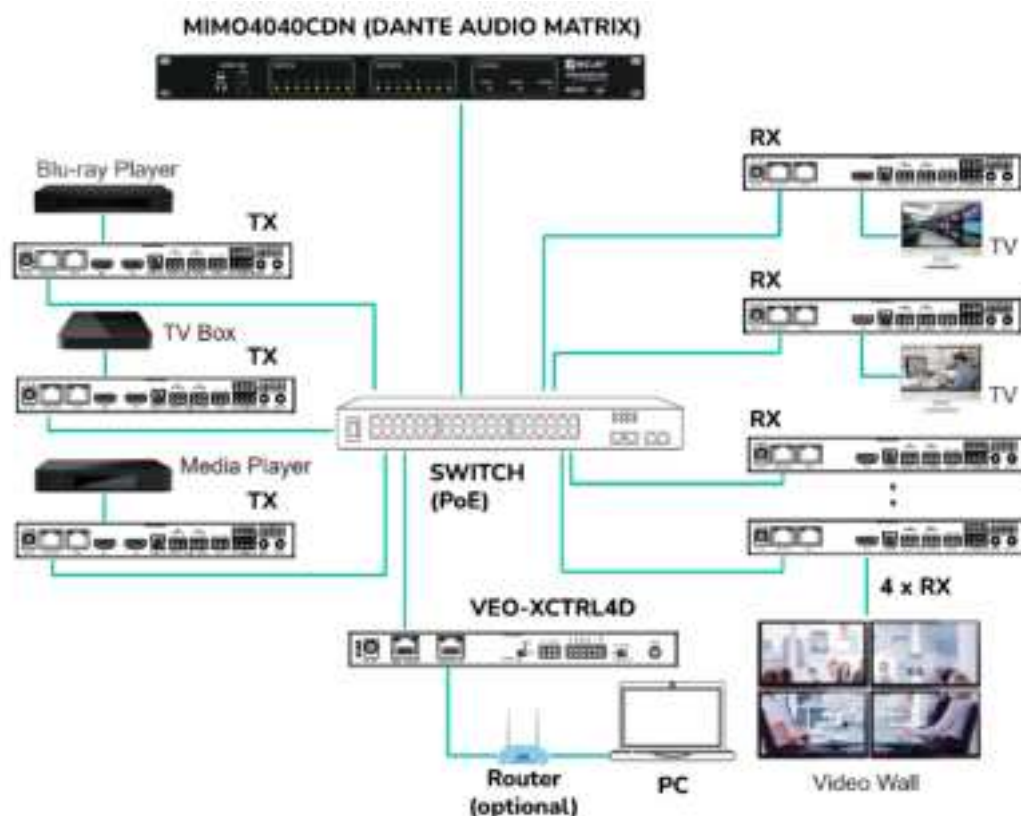 MIMO4040CDN (DANTE AUDIO MATRIX)
Blu-ray Player
TX
TV Box
TX
Media Player
TX
RX
TV
RX
TV
RX
SWITCH
(PoE)
4 x RX
VEO-XCTRL4D
Router
(optional)
PC
Video Wall